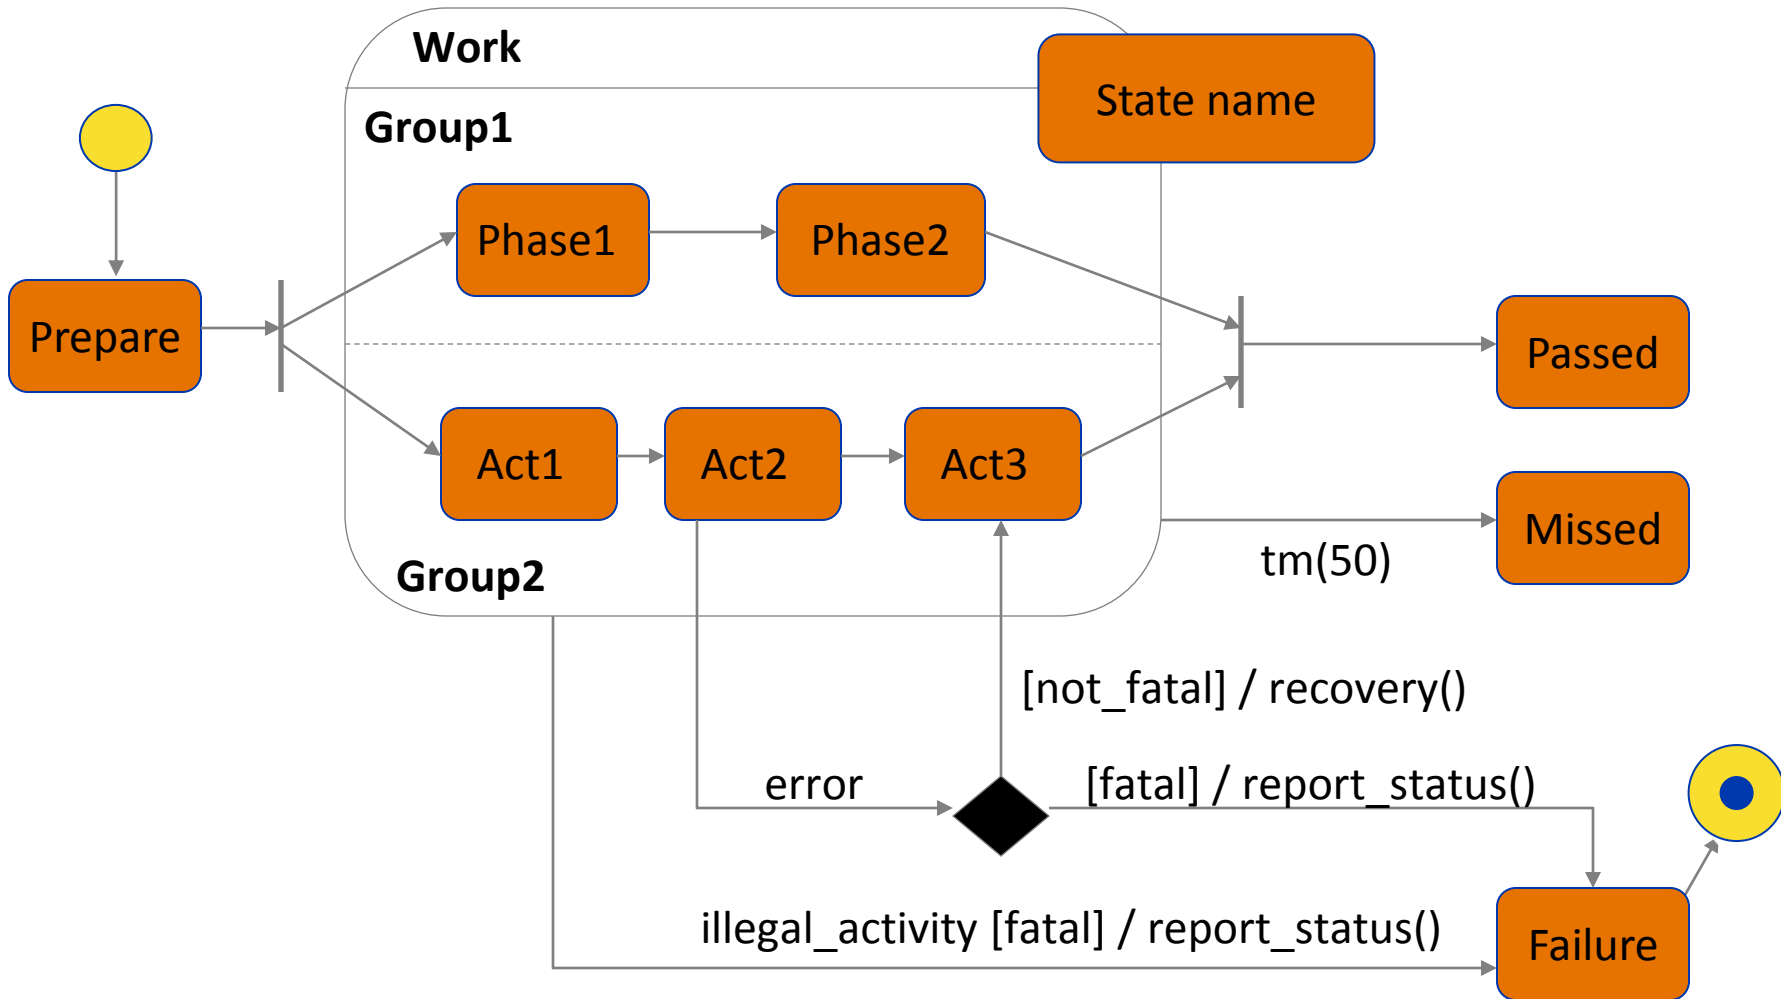 Work
State name
Group1
Phase1
Phase2
Prepare
Passed
Act1
Act2
Act3
Missed
tm(50)
Group2
[not_fatal] / recovery()
error
[fatal] / report_status()
illegal_activity [fatal] / report_status()
Failure